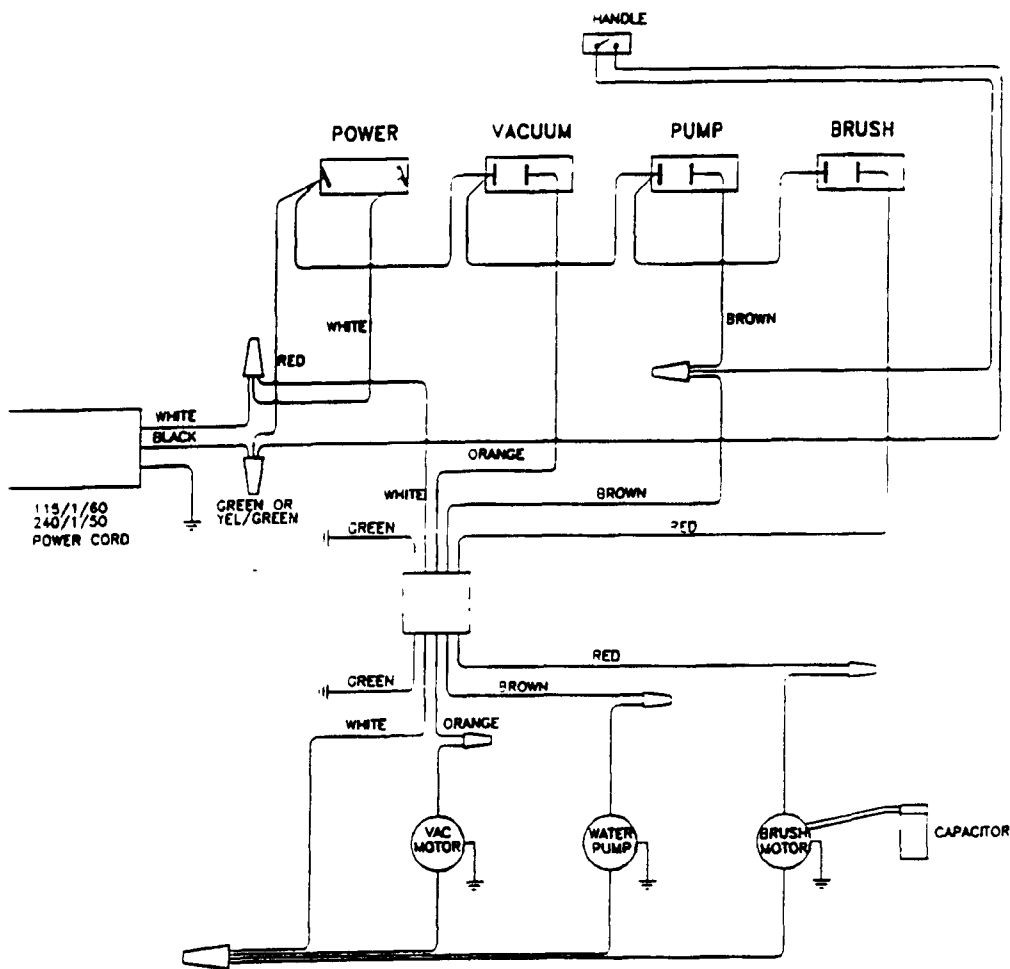 HANDLE
POWER
VACUUM
PUMP
BRUSH
WHITE
BROWN
RED
WHITE
BLACK
ORANGE
WHITE
BROWN
GREEN OR
YEL/GREEN
115/1/60
240/1/50
POWER CORD
GREEN
RED
RED
GREEN
BROWN
WHITE
ORANGE
VAC
MOTOR
WATER
PUMP
BRUSH
MOTOR
CAPACITOR